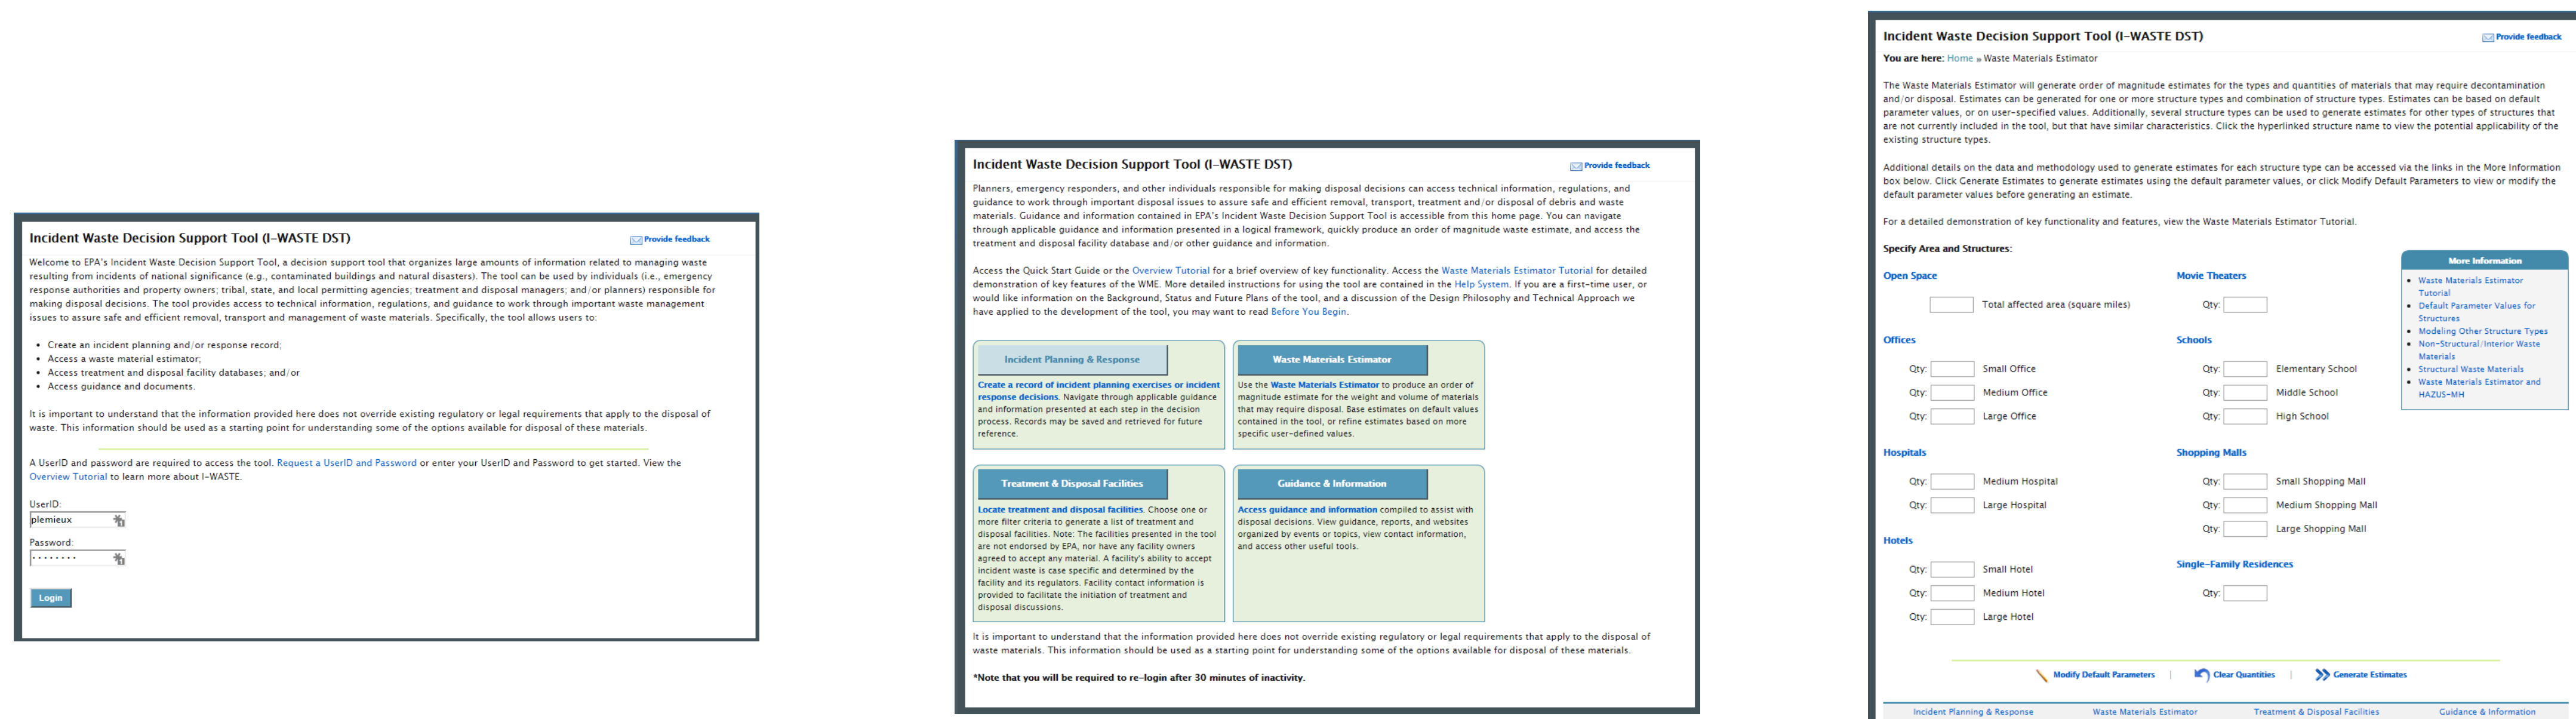 Incident Waste Decision Support Tool (I-WASTE DST)
Provide feedback
Welcome to EPA's Incident Waste Decision Support Tool, a decision support tool that organizes large amounts of information related to managing waste
resulting from incidents of national significance (e.g., contaminated buildings and natural disasters). The tool can be used by individuals (i.e., emergency
response authorities and property owners; tribal, state, and local permitting agencies; treatment and disposal managers; and/or planners) responsible for
making disposal decisions. The tool provides access to technical information, regulations, and guidance to work through important waste management
issues to assure safe and efficient removal, transport and management of waste materials. Specifically, the tool allows users to:
• Create an incident planning and/or response record;
• Access a waste material estimator;
• Access treatment and disposal facility databases; and/or
• Access guidance and documents.
It is important to understand that the information provided here does not override existing regulatory or legal requirements that apply to the disposal of
waste. This information should be used as a starting point for understanding some of the options available for disposal of these materials.
A UserID and password are required to access the tool. Request a UserID and Password or enter your UserID and Password to get started. View the
Overview Tutorial to learn more about I-WASTE.
UserID:
plemieux
Password:
Login
Incident Waste Decision Support Tool (I-WASTE DST)
Provide feedback
Planners, emergency responders, and other individuals responsible for making disposal decisions can access technical information, regulations, and
guidance to work through important disposal issues to assure safe and efficient removal, transport, treatment and/or disposal of debris and waste
materials. Guidance and information contained in EPA's Incident Waste Decision Support Tool is accessible from this home page. You can navigate
through applicable guidance and information presented in a logical framework, quickly produce an order of magnitude waste estimate, and access the
treatment and disposal facility database and/or other guidance and information.
Access the Quick Start Guide or the Overview Tutorial for a brief overview of key functionality. Access the Waste Materials Estimator Tutorial for detailed
demonstration of key features of the WME. More detailed instructions for using the tool are contained in the Help System. If you are a first-time user, or
would like information on the Background, Status and Future Plans of the tool, and a discussion of the Design Philosophy and Technical Approach we
have applied to the development of the tool, you may want to read Before You Begin.
Incident Planning & Response
Create a record of incident planning exercises or incident
response decisions. Navigate through applicable guidance
and information presented at each step in the decision
process. Records may be saved and retrieved for future
reference.
Waste Materials Estimator
Use the Waste Materials Estimator to produce an order of
magnitude estimate for the weight and volume of materials
that may require disposal. Base estimates on default values
contained in the tool, or refine estimates based on more
specific user-defined values.
Treatment & Disposal Facilities
Locate treatment and disposal facilities. Choose one or
more filter criteria to generate a list of treatment and
disposal facilities. Note: The facilities presented in the tool
are not endorsed by EPA, nor have any facility owners
agreed to accept any material. A facility's ability to accept
incident waste is case specific and determined by the
facility and its regulators. Facility contact information is
provided to facilitate the initiation of treatment and
disposal discussions.
Guidance & Information
Access guidance and information compiled to assist with
disposal decisions. View guidance, reports, and websites
organized by events or topics, view contact information,
and access other useful tools.
It is important to understand that the information provided here does not override existing regulatory or legal requirements that apply to the disposal of
waste materials. This information should be used as a starting point for understanding some of the options available for disposal of these materials.
*Note that you will be required to re-login after 30 minutes of inactivity.
Incident Waste Decision Support Tool (I-WASTE DST)
Provide feedback
You are here: Home » Waste Materials Estimator
The Waste Materials Estimator will generate order of magnitude estimates for the types and quantities of materials that may require decontamination
and/or disposal. Estimates can be generated for one or more structure types and combination of structure types. Estimates can be based on default
parameter values, or on user-specified values. Additionally, several structure types can be used to generate estimates for other types of structures that
are not currently included in the tool, but that have similar characteristics. Click the hyperlinked structure name to view the potential applicability of the
existing structure types.
Additional details on the data and methodology used to generate estimates for each structure type can be accessed via the links in the More Information
box below. Click Generate Estimates to generate estimates using the default parameter values, or click Modify Default Parameters to view or modify the
default parameter values before generating an estimate.
For a detailed demonstration of key functionality and features, view the Waste Materials Estimator Tutorial.
Specify Area and Structures:
Open Space
Total affected area (square miles)
Offices
Qty: Small Office
Qty: Medium Office
Qty: Large Office
Hospitals
Qty: Medium Hospital
Qty: Large Hospital
Hotels
Qty: Small Hotel
Qty: Medium Hotel
Qty: Large Hotel
Movie Theaters
Qty:
Schools
Qty: Elementary School
Qty: Middle School
Qty: High School
Shopping Malls
Qty: Small Shopping Mall
Qty: Medium Shopping Mall
Qty: Large Shopping Mall
Single-Family Residences
Qty:
More Information
• Waste Materials Estimator
Tutorial
• Default Parameter Values for
Structures
• Modeling Other Structure Types
• Non-Structural/Interior Waste
Materials
• Structural Waste Materials
• Waste Materials Estimator and
HAZUS-MH
Modify Default Parameters | Clear Quantities | Generate Estimates
Incident Planning & Response Waste Materials Estimator Treatment & Disposal Facilities Guidance & Information